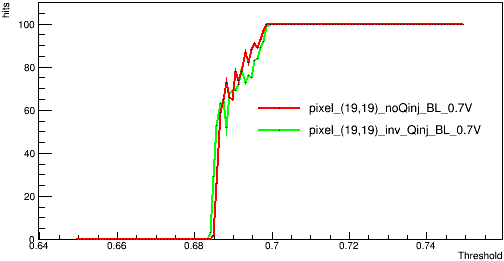 hits
100
80
60
40
20
0
pixel_(19,19)_noQinj_BL_0.7V
pixel_(19,19)_inv_Qinj_BL_0.7V
0.64 0.66 0.68 0.7 0.72 0.74
Threshold